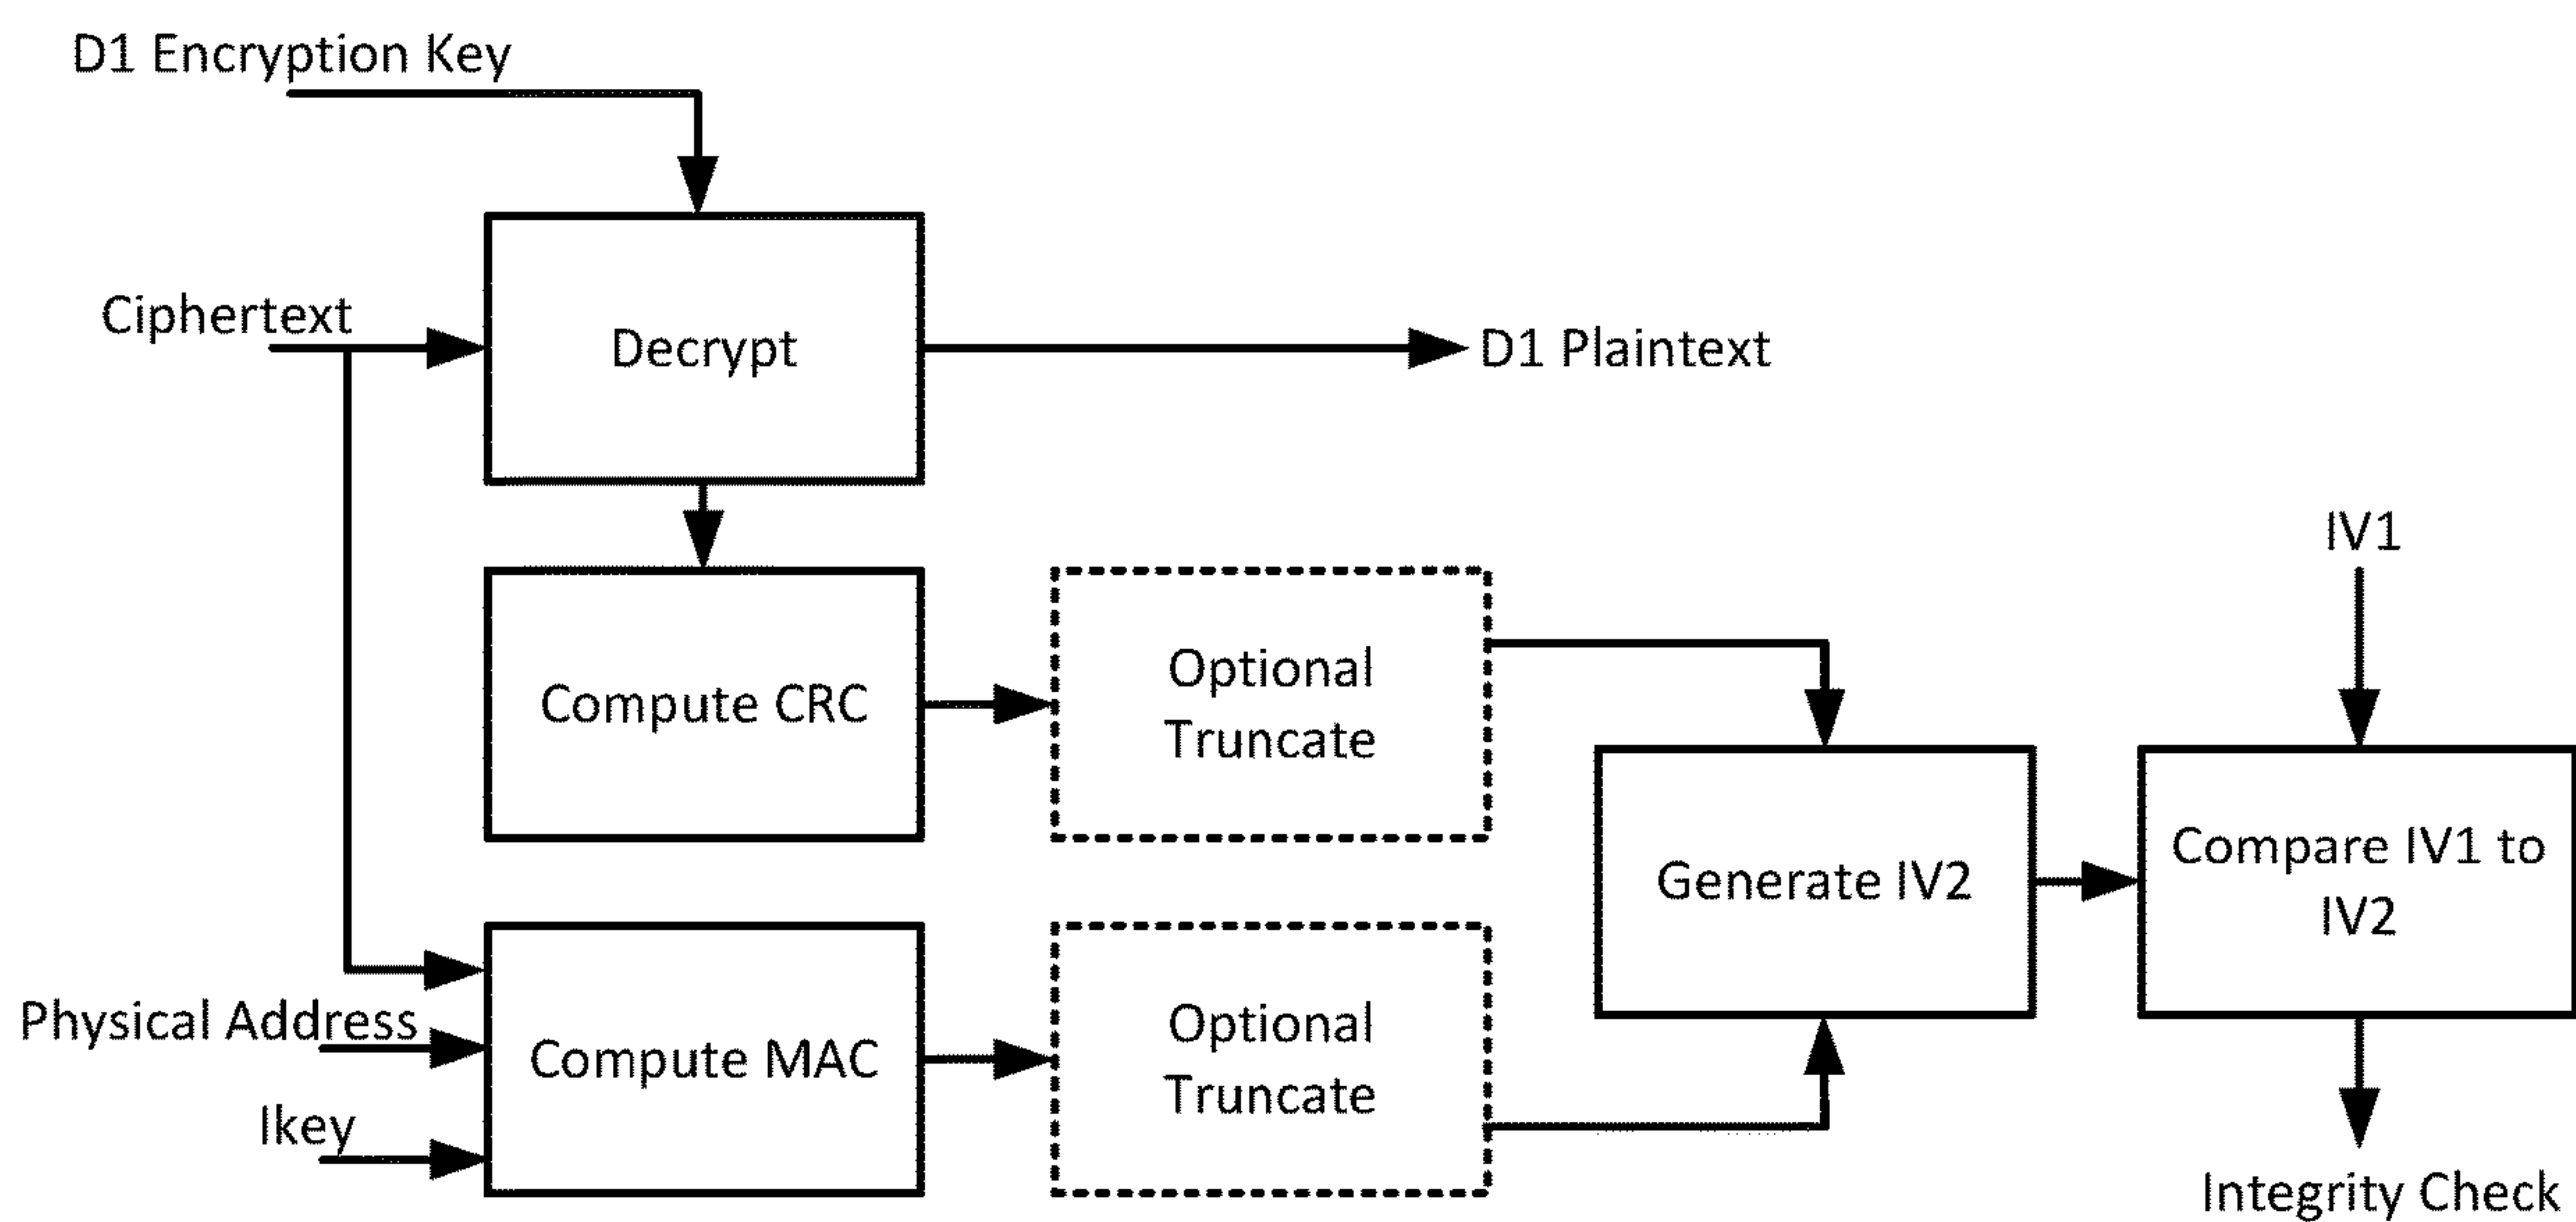 D1 Encryption Key
Ciphertext
Decrypt
D1 Plaintext
IV1
Compute CRC
Optional
Truncate
Generate IV2
Compare IV1 to
IV2
Physical Address
Compute MAC
Optional
Truncate
Ikey
Integrity Check